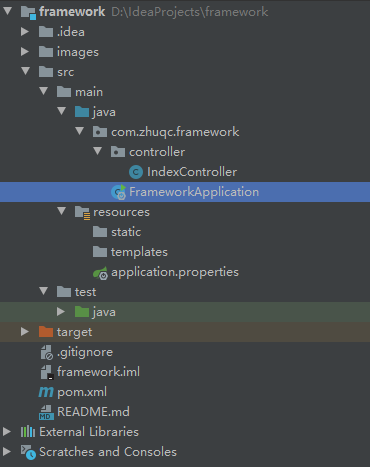 framework D:\IdeaProjects\framework
.idea
images
src
main
java
com.zhuqc.framework
controller
IndexController
FrameworkApplication
resources
static
templates
application.properties
test
java
target
.gitignore
framework.iml
pom.xml
README.md
External Libraries
Scratches and Consoles